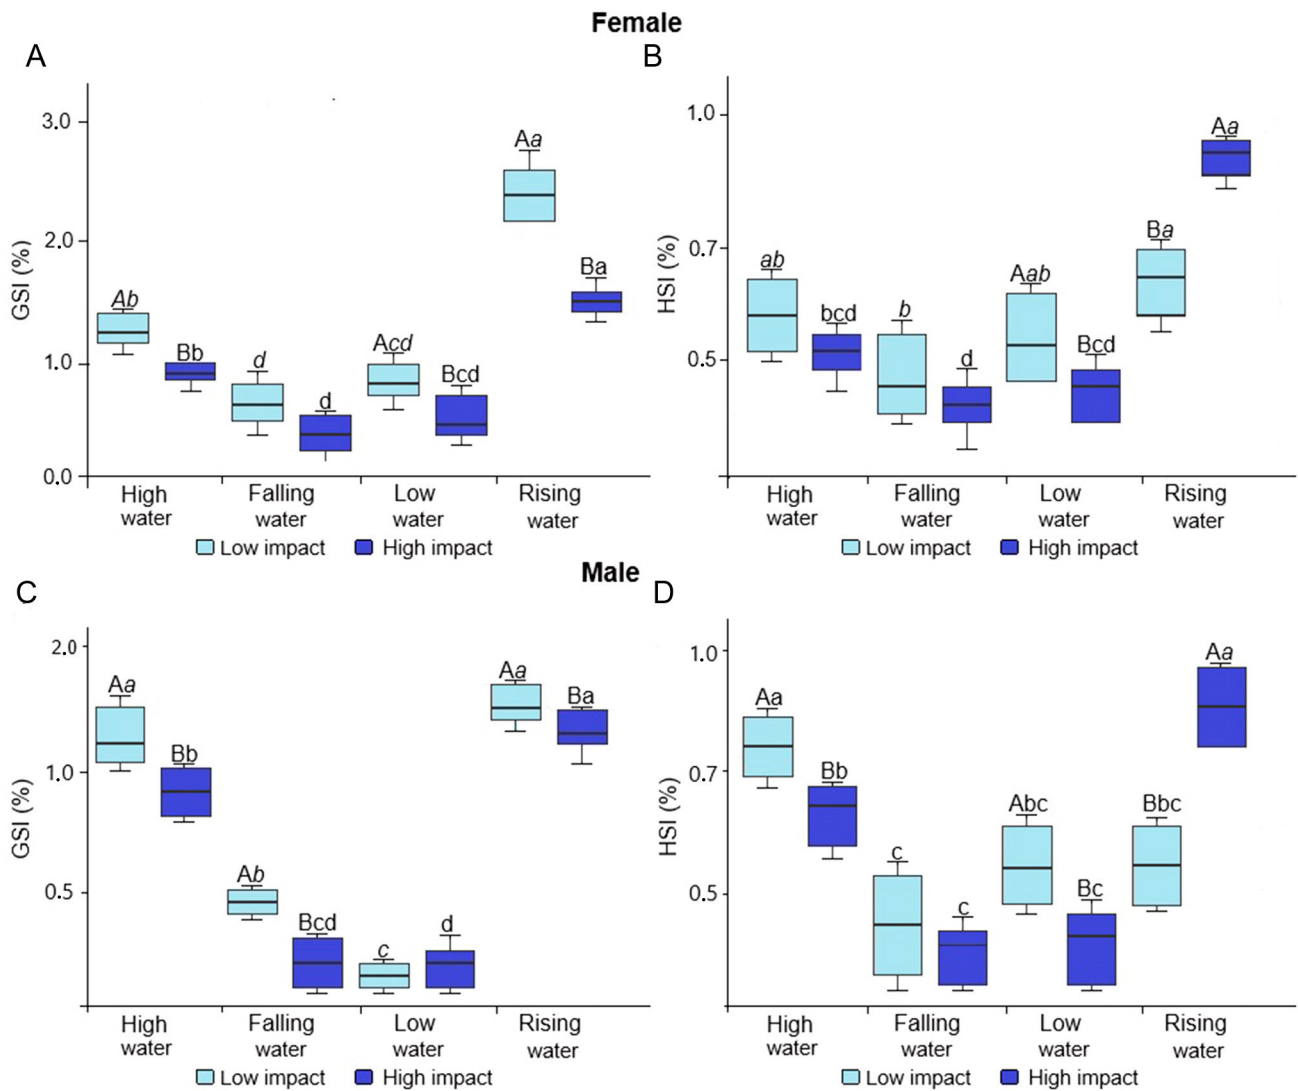 Female
A
GSI (%)
3.0
2.0
1.0
0.0
Ab
Bb
d
d
Acd
Bcd
Aa
Ba
High water
Falling water
Low water
Rising water
Low impact
High impact
B
HSI (%)
1.0
0.7
0.5
ab
bcd
b
d
Aab
Bcd
Ba
Aa
High water
Falling water
Low water
Rising water
Low impact
High impact
Male
C
GSI (%)
2.0
1.0
0.5
Aa
Bb
Ab
Bcd
c
d
Aa
Ba
High water
Falling water
Low water
Rising water
Low impact
High impact
D
HSI (%)
1.0
0.7
0.5
Aa
Bb
c
c
Abc
Bc
Bbc
Aa
High water
Falling water
Low water
Rising water
Low impact
High impact